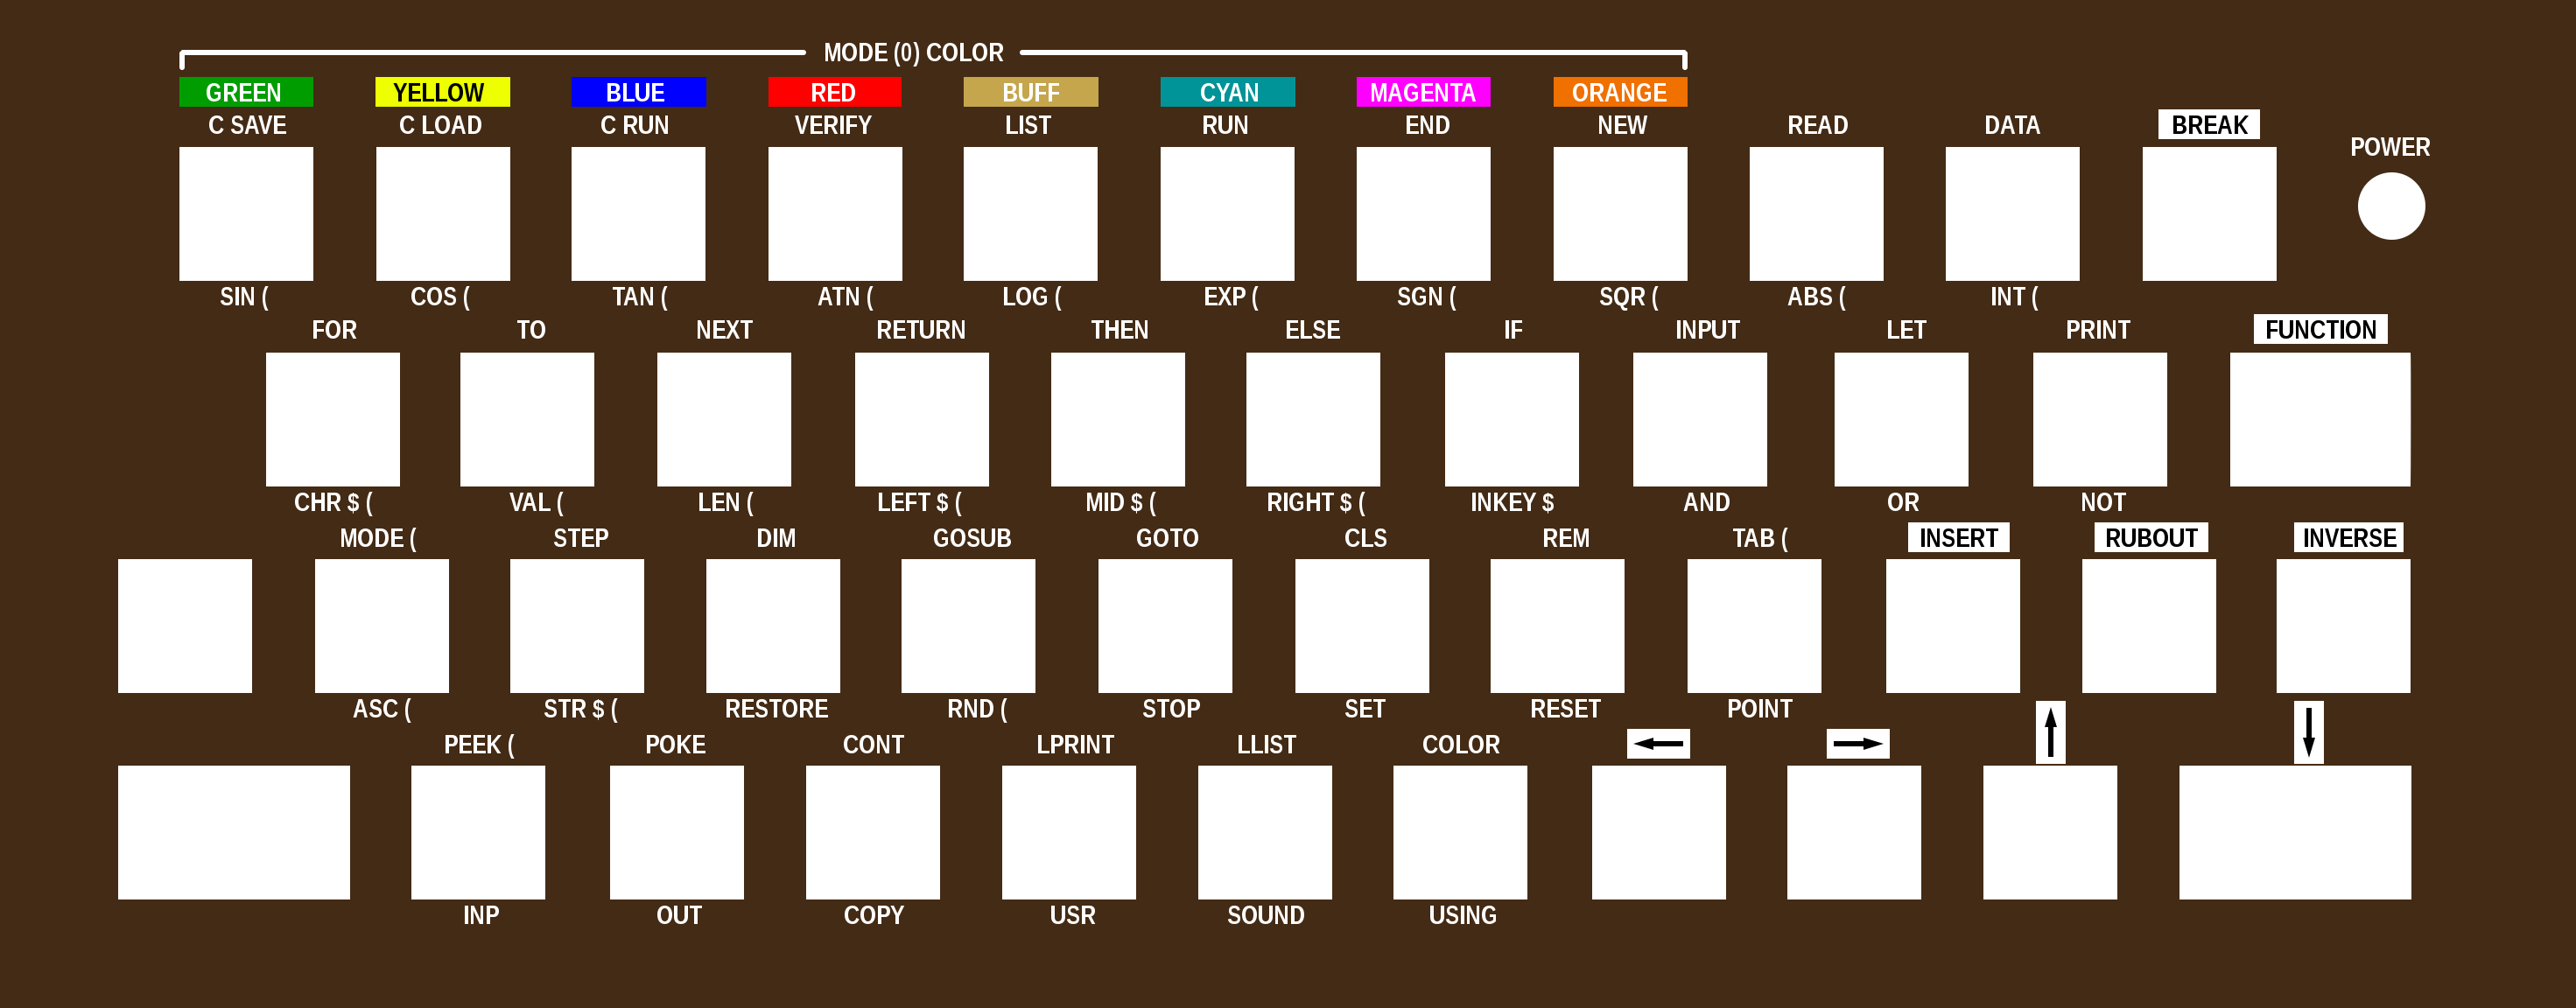 MODE (0) COLOR
GREEN YELLOW BLUE RED BUFF CYAN MAGENTA ORANGE
C SAVE C LOAD C RUN VERIFY LIST RUN END NEW READ DATA BREAK
POWER
SIN ( COS ( TAN ( ATN ( LOG ( EXP ( SGN ( SQR ( ABS ( INT (
FOR TO NEXT RETURN THEN ELSE IF INPUT LET PRINT FUNCTION
CHR $ ( VAL ( LEN ( LEFT $ ( MID $ ( RIGHT $ ( INKEY $ AND OR NOT
MODE ( STEP DIM GOSUB GOTO CLS REM TAB ( INSERT RUBOUT INVERSE
ASC ( STR $ ( RESTORE RND ( STOP SET RESET POINT
PEEK ( POKE CONT LPRINT LLIST COLOR ← → ↑ ↓
INP OUT COPY USR SOUND USING